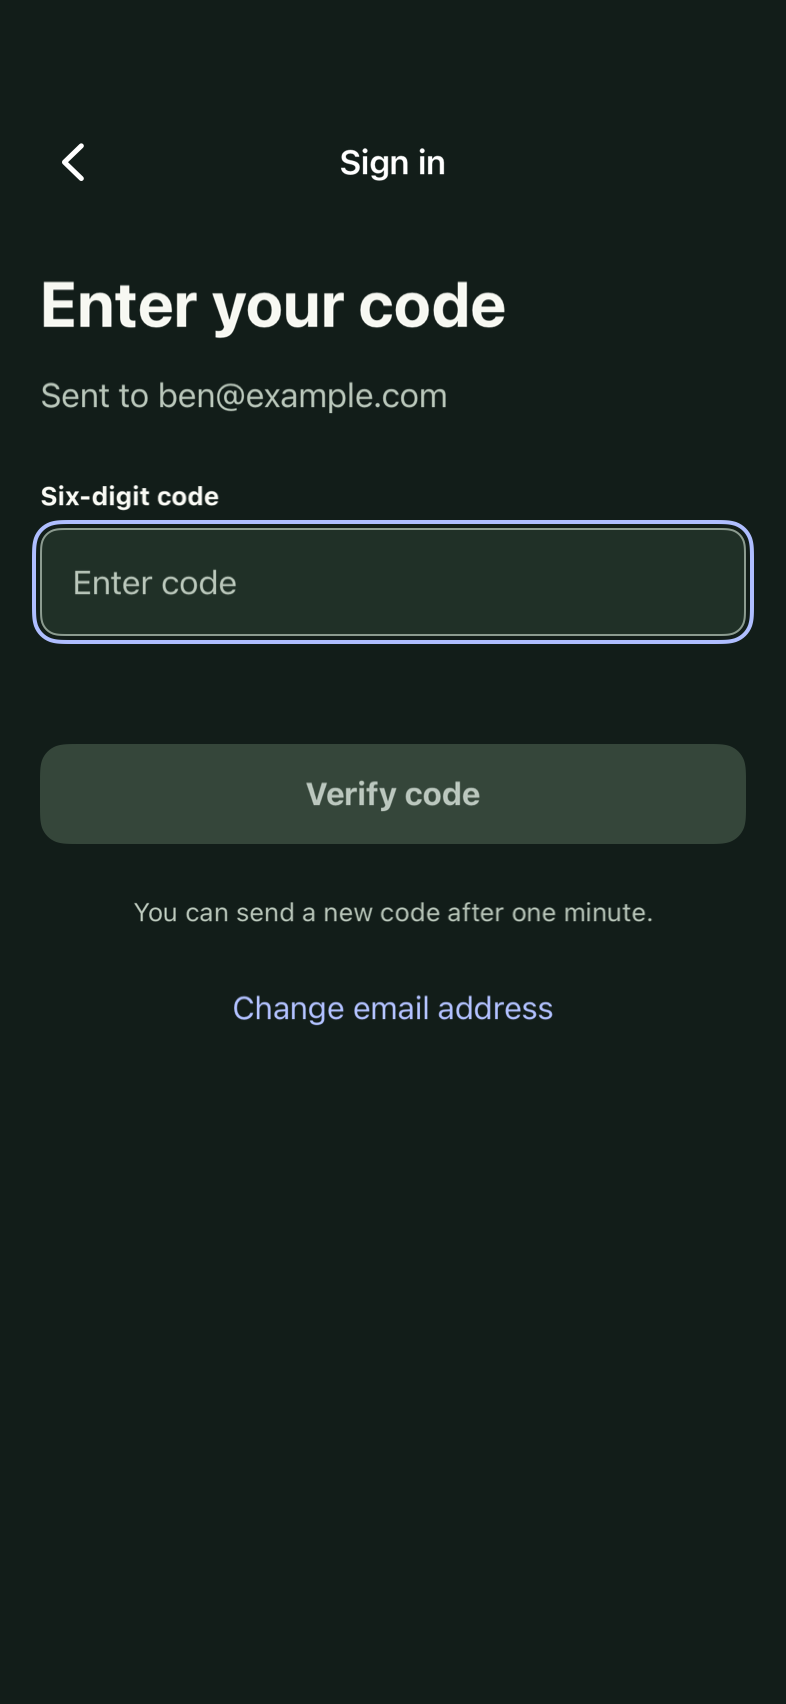 Sign in
Enter your code
Sent to ben@example.com
Six-digit code
Enter code
Verify code
You can send a new code after one minute.
Change email address